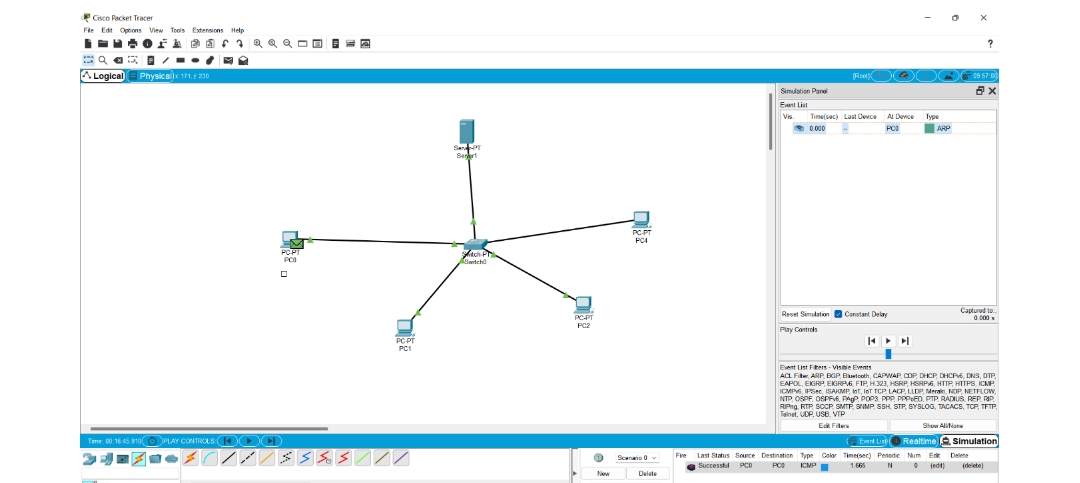 Cisco Packet Tracer
File Edit Options View Tools Extensions Help
?
Logical Physical x: 171, y: 230 [Root] 09:57:00
Simulation Panel
Event List
Vis. Time(sec) Last Device At Device Type
0.000 -- PC0 ARP
Server-PT
Server1
PC-PT
PC4
PC-PT
PC0
Switch-PT
Switch0
PC-PT
PC2
PC-PT
PC1
Reset Simulation Constant Delay Captured to:
0.000 s
Play Controls
Event List Filters - Visible Events
ACL Filter, ARP, BGP, Bluetooth, CAPWAP, CDP, DHCP, DHCPv6, DNS, DTP,
EAPOL, EIGRP, EIGRPv6, FTP, H.323, HSRP, HSRPv6, HTTP, HTTPS, ICMP,
ICMPv6, IPSec, ISAKMP, IoT, IoT TCP, LACP, LLDP, Meraki, NDP, NETFLOW,
NTP, OSPF, OSPFv6, PAgP, POP3, PPP, PPPoED, PTP, RADIUS, REP, RIP,
RIPng, RTP, SCCP, SMTP, SNMP, SSH, STP, SYSLOG, TACACS, TCP, TFTP,
Telnet, UDP, USB, VTP
Edit Filters Show All/None
Time: 00:16:45.910 PLAY CONTROLS: Event List Realtime Simulation
Scenario 0
New Delete
Fire Last Status Source Destination Type Color Time(sec) Periodic Num Edit Delete
Successful PC0 PC0 ICMP 1.665 N 0 (edit) (delete)